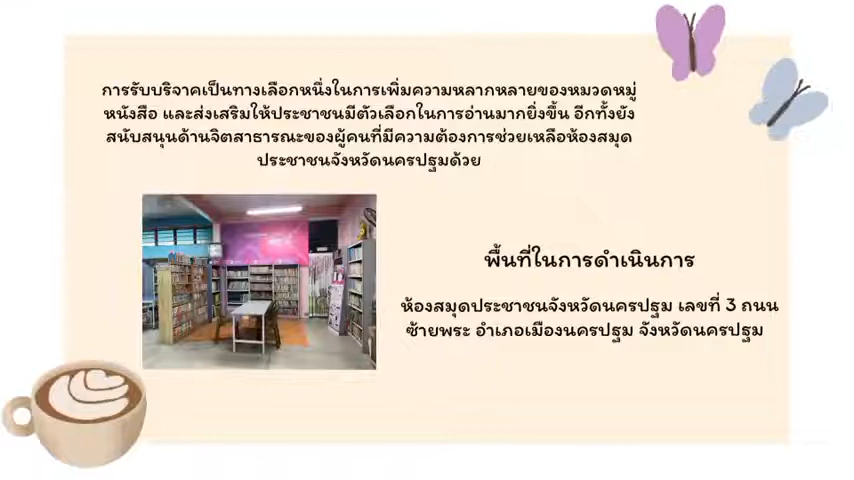 การรับบริจาคเป็นทางเลือกหนึ่งในการเพิ่มความหลากหลายของหมวดหมู่
หนังสือ และส่งเสริมให้ประชาชนมีตัวเลือกในการอ่านมากยิ่งขึ้น อีกทั้งยัง
สนับสนุนด้านจิตสาธารณะของผู้คนที่มีความต้องการช่วยเหลือห้องสมุด
ประชาชนจังหวัดนครปฐมด้วย
พื้นที่ในการดำเนินการ
ห้องสมุดประชาชนจังหวัดนครปฐม เลขที่ 3 ถนน
ซ้ายพระ อำเภอเมืองนครปฐม จังหวัดนครปฐม